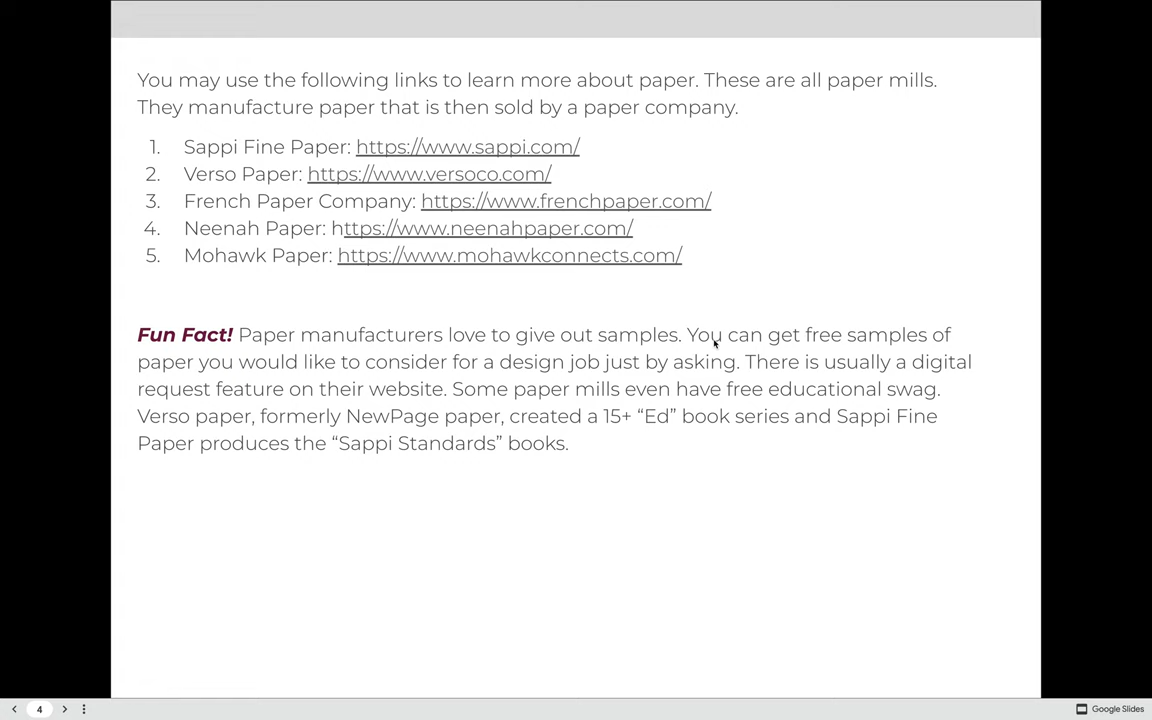 You may use the following links to learn more about paper. These are all paper mills.
They manufacture paper that is then sold by a paper company.
1. Sappi Fine Paper: https://www.sappi.com/
2. Verso Paper: https://www.versoco.com/
3. French Paper Company: https://www.frenchpaper.com/
4. Neenah Paper: https://www.neenahpaper.com/
5. Mohawk Paper: https://www.mohawkconnects.com/
Fun Fact! Paper manufacturers love to give out samples. You can get free samples of
paper you would like to consider for a design job just by asking. There is usually a digital
request feature on their website. Some paper mills even have free educational swag.
Verso paper, formerly NewPage paper, created a 15+ “Ed” book series and Sappi Fine
Paper produces the “Sappi Standards” books.
4
Google Slides